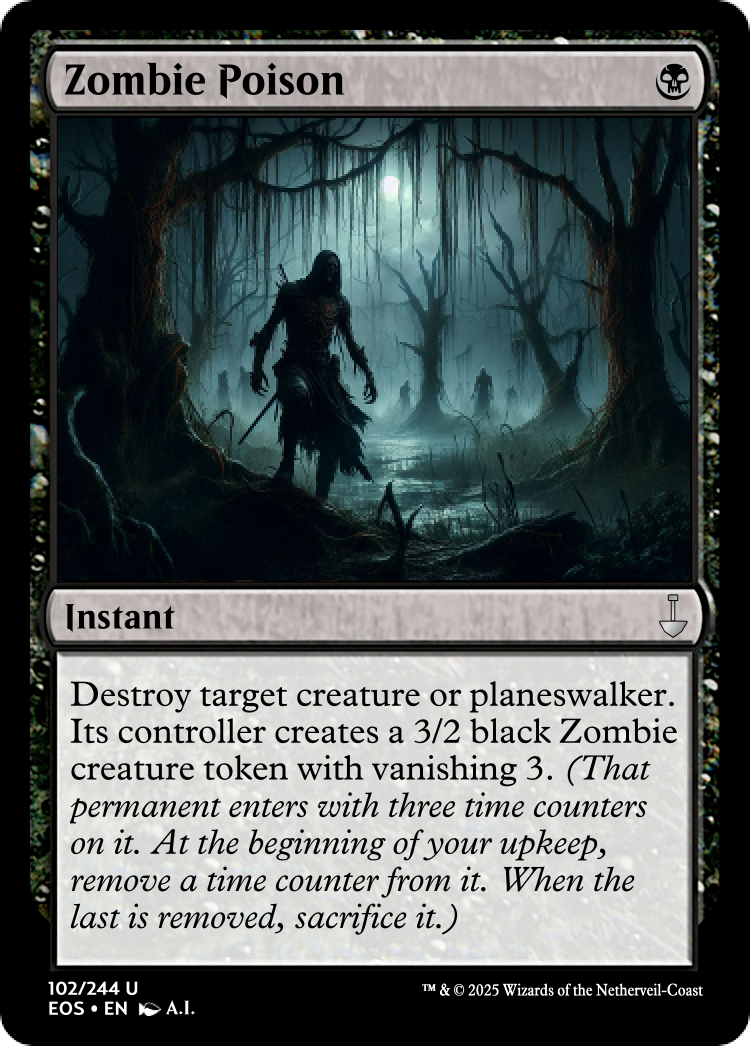 Zombie Poison
Instant
Destroy target creature or planeswalker.
Its controller creates a 3/2 black Zombie
creature token with vanishing 3. (That
permanent enters with three time counters
on it. At the beginning of your upkeep,
remove a time counter from it. When the
last is removed, sacrifice it.)
102/244 U
™ & © 2025 Wizards of the Netherveil-Coast
EOS • EN A.I.